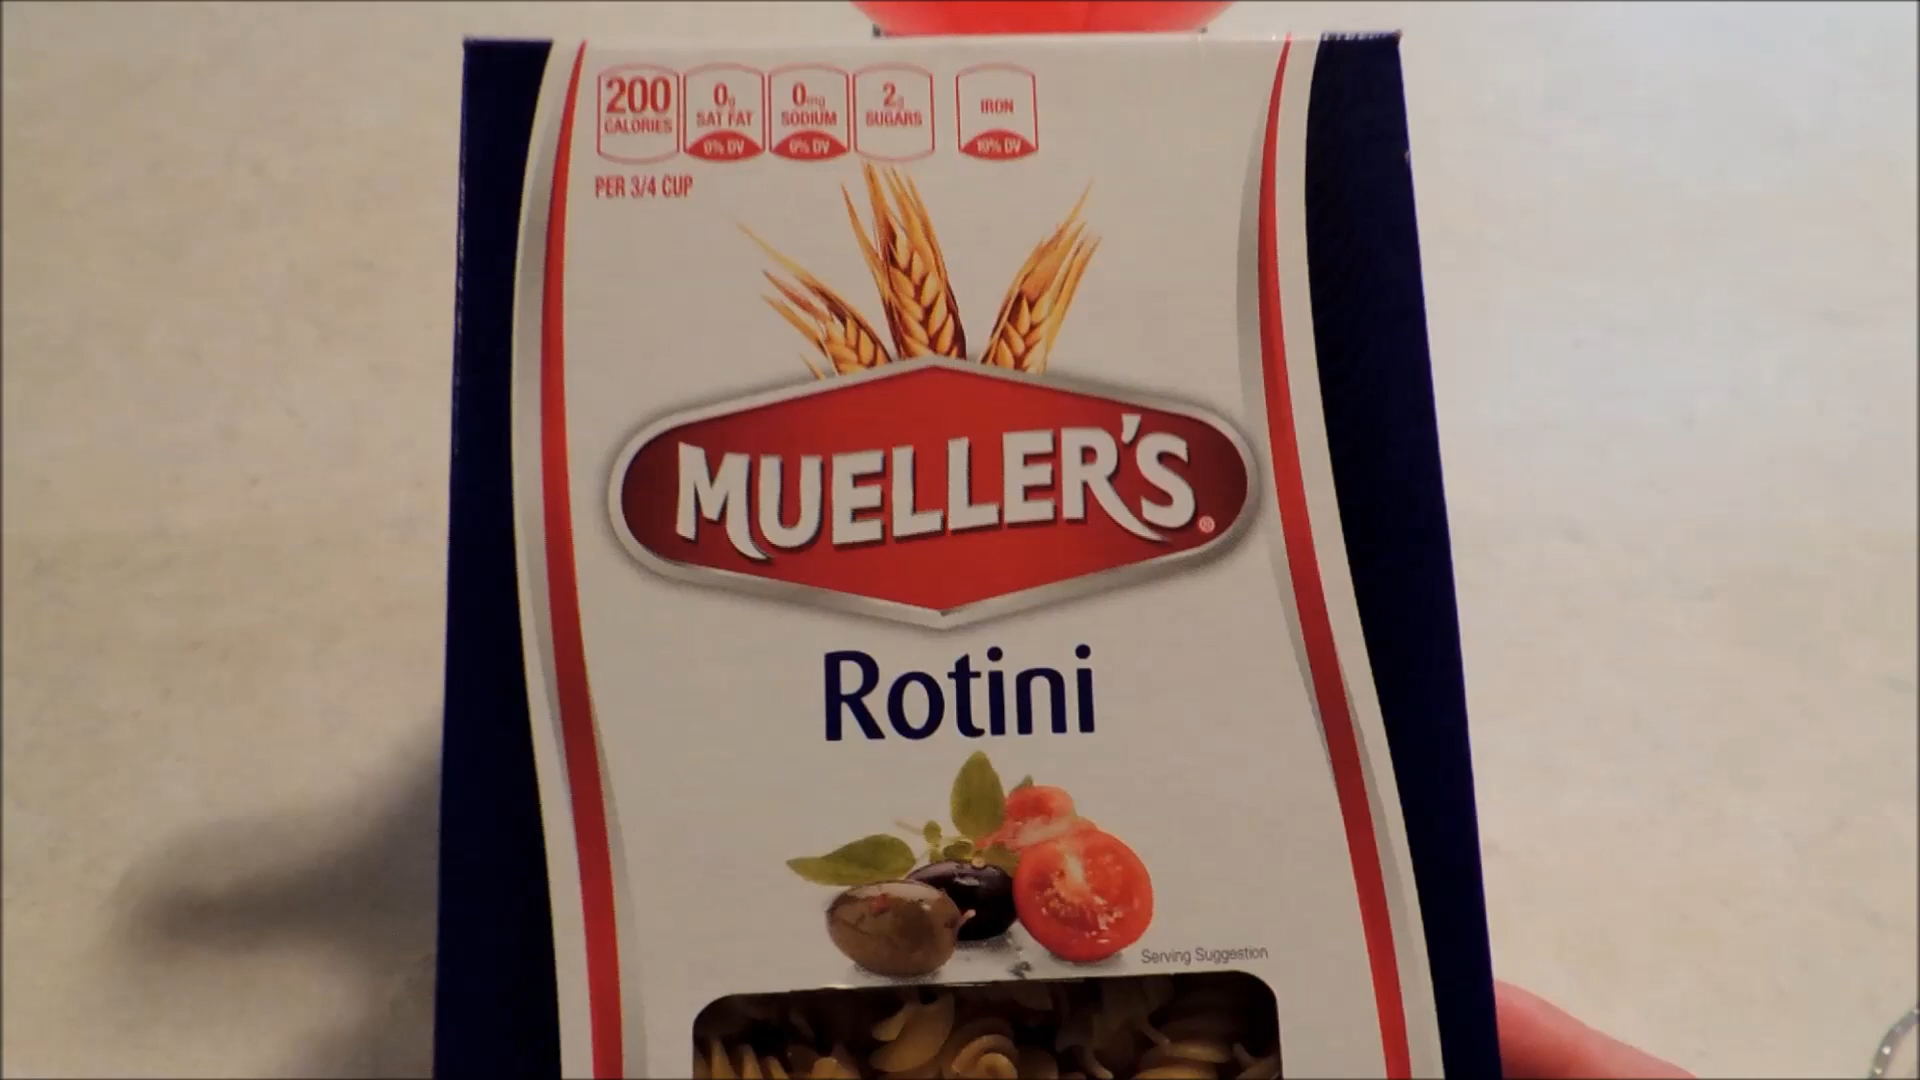 200 CALORIES
0g SAT FAT 0% DV
0mg SODIUM 0% DV
2g SUGARS
IRON 10% DV
PER 3/4 CUP
MUELLER'S®
Rotini
Serving Suggestion